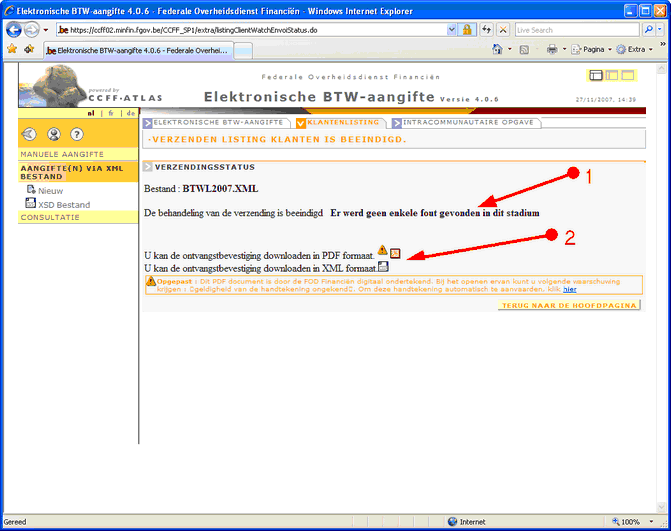 Elektronische BTW-aangifte 4.0.6 - Federale Overheidsdienst Financiën - Windows Internet Explorer
https://ccff02.minfin.fgov.be/CCFF_SP1/extra/listingClientWatchEnvoiStatus.do
Live Search
Elektronische BTW-aangifte 4.0.6 - Federale Overhei...
Pagina
Extra
powered by
CCFF-ATLAS
Federale Overheidsdienst Financiën
Elektronische BTW-aangifte Versie 4.0.6
27/11/2007, 14:39
nl | fr | de
ELEKTRONISCHE BTW-AANGIFTE
KLANTENLISTING
INTRACOMMUNAUTAIRE OPGAVE
-VERZENDEN LISTING KLANTEN IS BEEINDIGD.
MANUELE AANGIFTE
AANGIFTE(N) VIA XML
BESTAND
Nieuw
XSD Bestand
CONSULTATIE
VERZENDINGSSTATUS
Bestand : BTWL2007.XML
1
De behandeling van de verzending is beeindigd Er werd geen enkele fout gevonden in dit stadium
2
U kan de ontvangstbevestiging downloaden in PDF formaat.
U kan de ontvangstbevestiging downloaden in XML formaat.
Opgepast : Dit PDF document is door de FOD Financiën digitaal ondertekend. Bij het openen ervan kunt u volgende waarschuwing
krijgen : 'geldigheid van de handtekening ongekend'. Om deze handtekening automatisch te aanvaarden, klik hier
TERUG NAAR DE HOOFDPAGINA
Gereed
Internet
100%